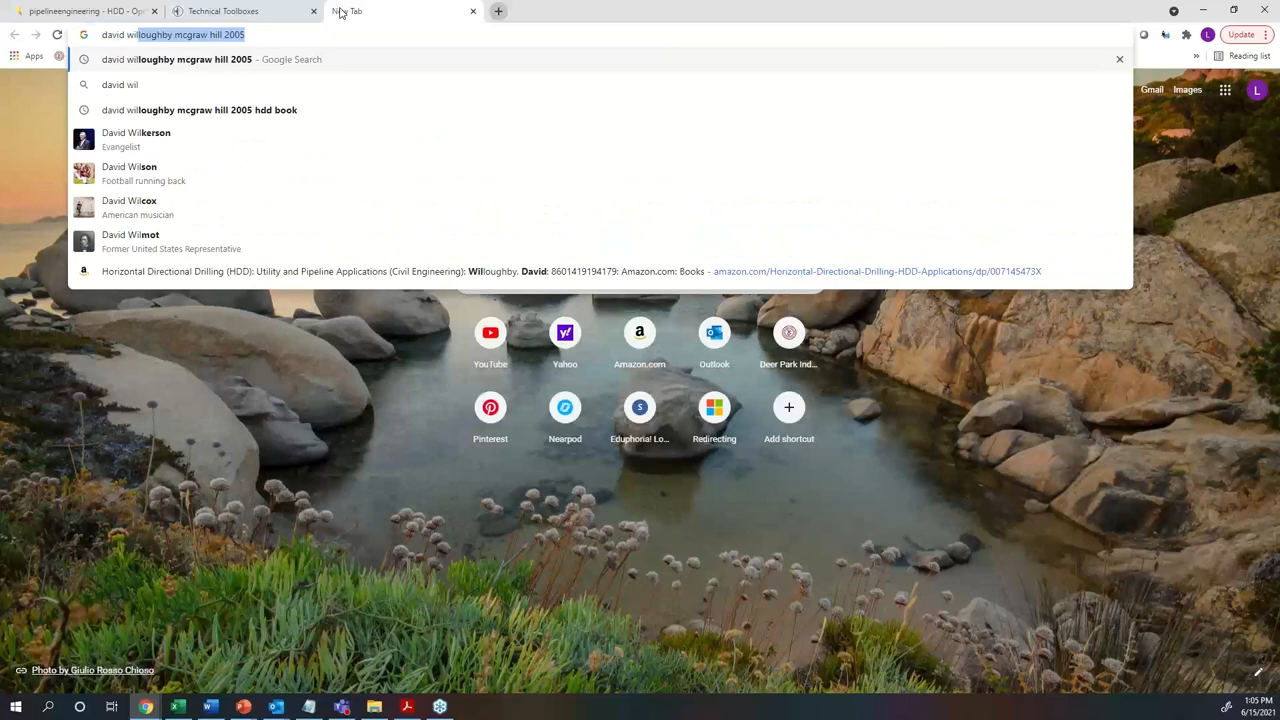 pipelineengineering - HDD - Op
Technical Toolboxes
New Tab
david willoughby mcgraw hill 2005
Update
Apps
Reading list
david willoughby mcgraw hill 2005 - Google Search
david wil
david willoughby mcgraw hill 2005 hdd book
David Wilkerson
Evangelist
David Wilson
Football running back
David Wilcox
American musician
David Wilmot
Former United States Representative
Horizontal Directional Drilling (HDD): Utility and Pipeline Applications (Civil Engineering): Willoughby, David: 8601419194179: Amazon.com: Books - amazon.com/Horizontal-Directional-Drilling-HDD-Applications/dp/007145473X
Gmail Images L
YouTube Yahoo Amazon.com Outlook Deer Park Ind...
Pinterest Nearpod Eduphoria! Lo... Redirecting Add shortcut
Photo by Giulio Rosso Chioso
1:05 PM
6/15/2021